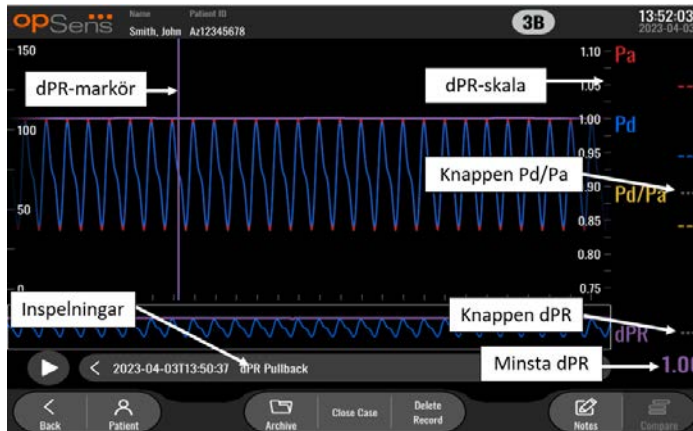 opSens
Name Patient ID
Smith, John Az12345678
3B
13:52:03
2023-04-03
150
1.10
Pa
dPR-markör
dPR-skala
1.05
--
100
1.00
Pd
0.95
--
Knappen Pd/Pa
0.90
---
Pd/Pa
50
0.85
--
0.80
0
0.75
Inspelningar
Knappen dPR
---
dPR
Minsta dPR
1.00
< 2023-04-03T13:50:37 dPR Pullback
Back
Patient
Archive
Close Case
Delete
Record
Notes
Compare